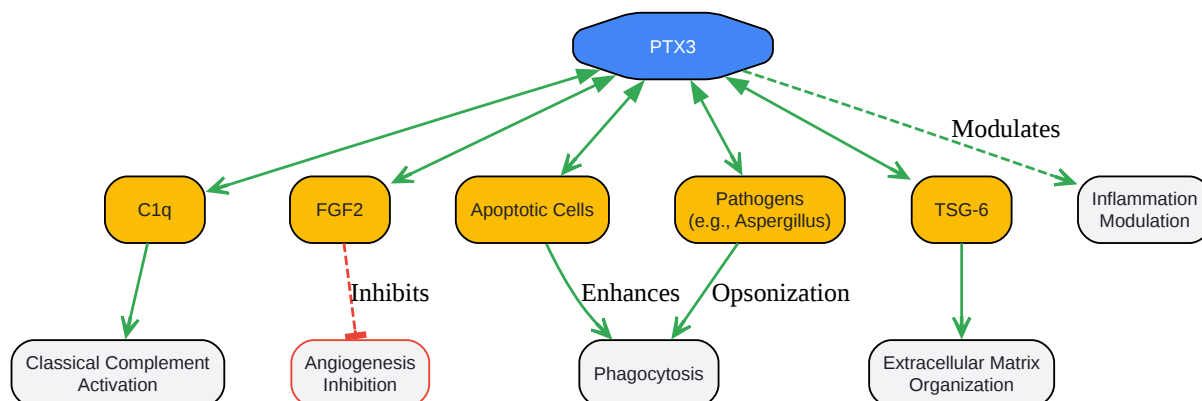 PTX3
Modulates
C1q
FGF2
Apoptotic Cells
Pathogens
(e.g., Aspergillus)
TSG-6
Inflammation
Modulation
Inhibits
Enhances
Opsonization
Classical Complement
Activation
Angiogenesis
Inhibition
Phagocytosis
Extracellular Matrix
Organization